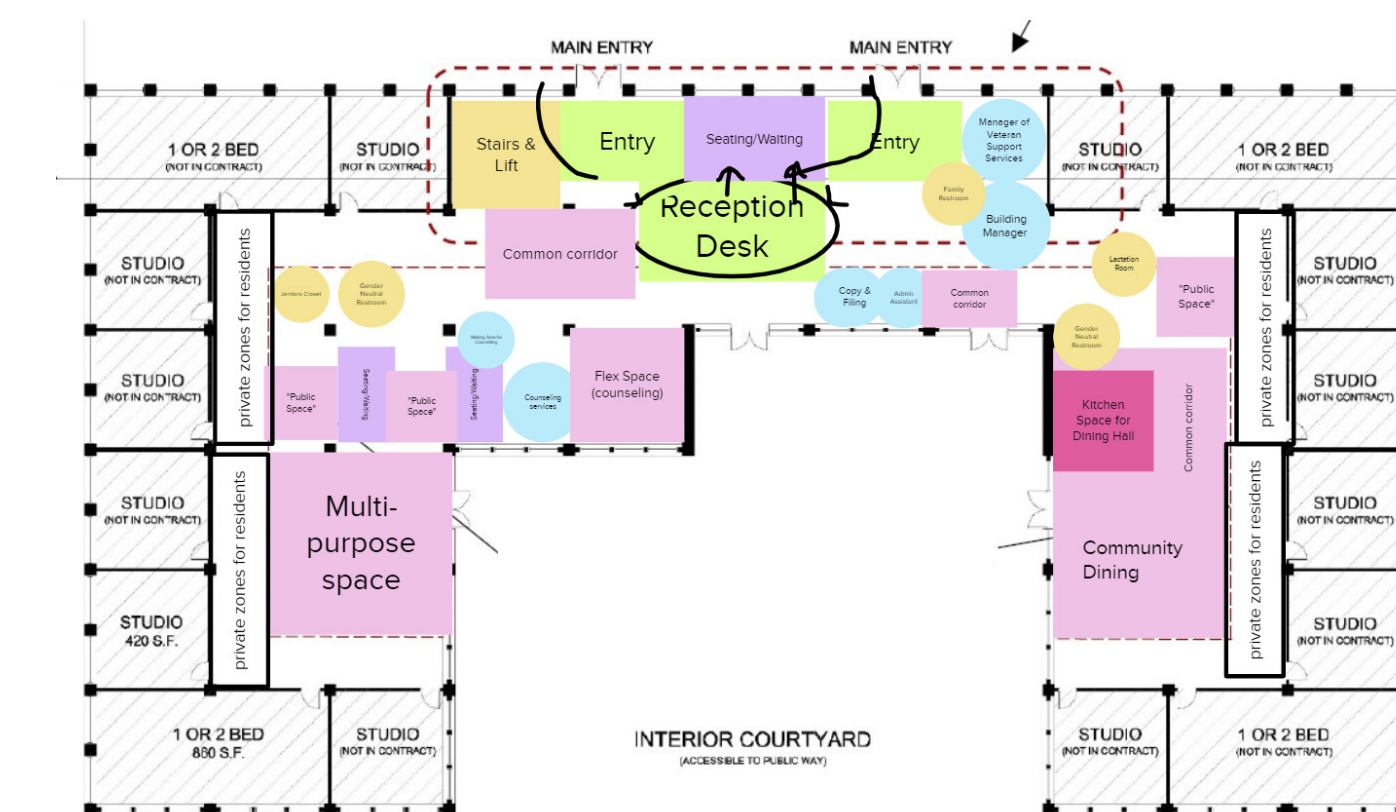 MAIN ENTRY
MAIN ENTRY
1 OR 2 BED
(NOT IN CONTRACT)
STUDIO
(NOT IN CONTRACT)
Stairs &
Lift
Entry
Seating/Waiting
Entry
Manager of
Veteran
Support
Services
STUDIO
(NOT IN CONTRACT)
1 OR 2 BED
(NOT IN CONTRACT)
Family
Restroom
Building
Manager
Reception
Desk
Common corridor
STUDIO
(NOT IN CONTRACT)
private zones for residents
Janitors Closet
Gender
Neutral
Restroom
Copy &
Filing
Admin
Assistant
Common
corridor
Lactation
Room
"Public
Space"
private zones for residents
STUDIO
(NOT IN CONTRACT)
Gender
Neutral
Restroom
STUDIO
(NOT IN CONTRACT)
"Public
Space"
Seating/Waiting
"Public
Space"
Seating/Waiting
Waiting Area for
Counseling
Counseling
services
Flex Space
(counseling)
Kitchen
Space for
Dining Hall
Common corridor
STUDIO
(NOT IN CONTRACT)
STUDIO
(NOT IN CONTRACT)
private zones for residents
Multi-
purpose
space
Community
Dining
private zones for residents
STUDIO
(NOT IN CONTRACT)
STUDIO
420 S.F.
STUDIO
(NOT IN CONTRACT)
1 OR 2 BED
860 S.F.
STUDIO
(NOT IN CONTRACT)
INTERIOR COURTYARD
(ACCESSIBLE TO PUBLIC WAY)
STUDIO
(NOT IN CONTRACT)
1 OR 2 BED
(NOT IN CONTRACT)